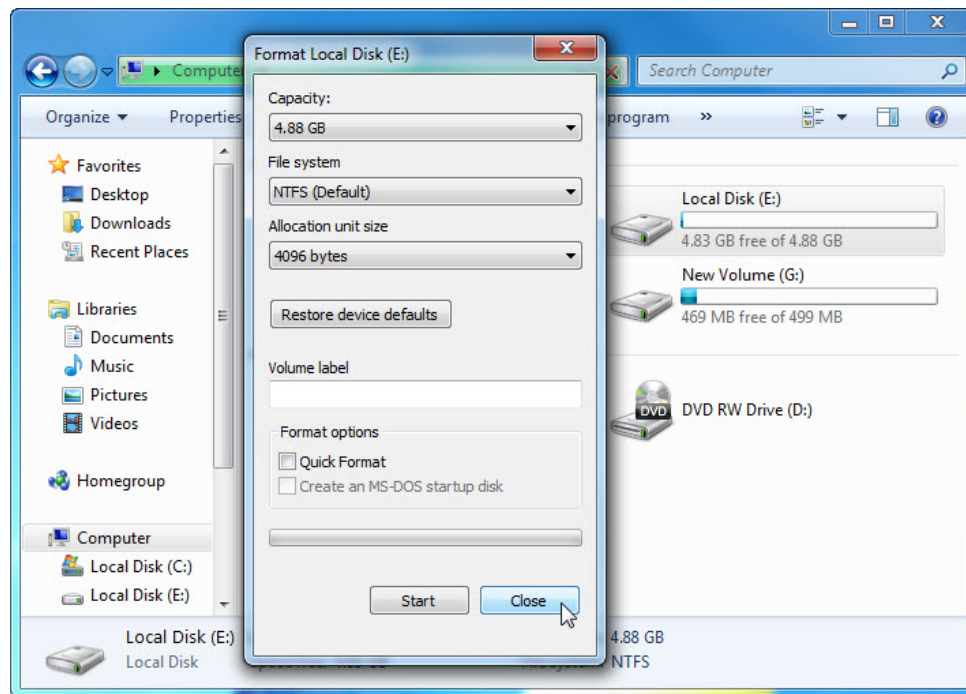 Format Local Disk (E:)
Computer
Search Computer
Organize
Properties
program
»
Capacity:
4.88 GB
File system
NTFS (Default)
Allocation unit size
4096 bytes
Restore device defaults
Volume label
Format options
Quick Format
Create an MS-DOS startup disk
Start
Close
Favorites
Desktop
Downloads
Recent Places
Libraries
Documents
Music
Pictures
Videos
Homegroup
Computer
Local Disk (C:)
Local Disk (E:)
Local Disk (E:)
4.83 GB free of 4.88 GB
New Volume (G:)
469 MB free of 499 MB
DVD
DVD RW Drive (D:)
Local Disk (E:)
Local Disk
4.88 GB
NTFS